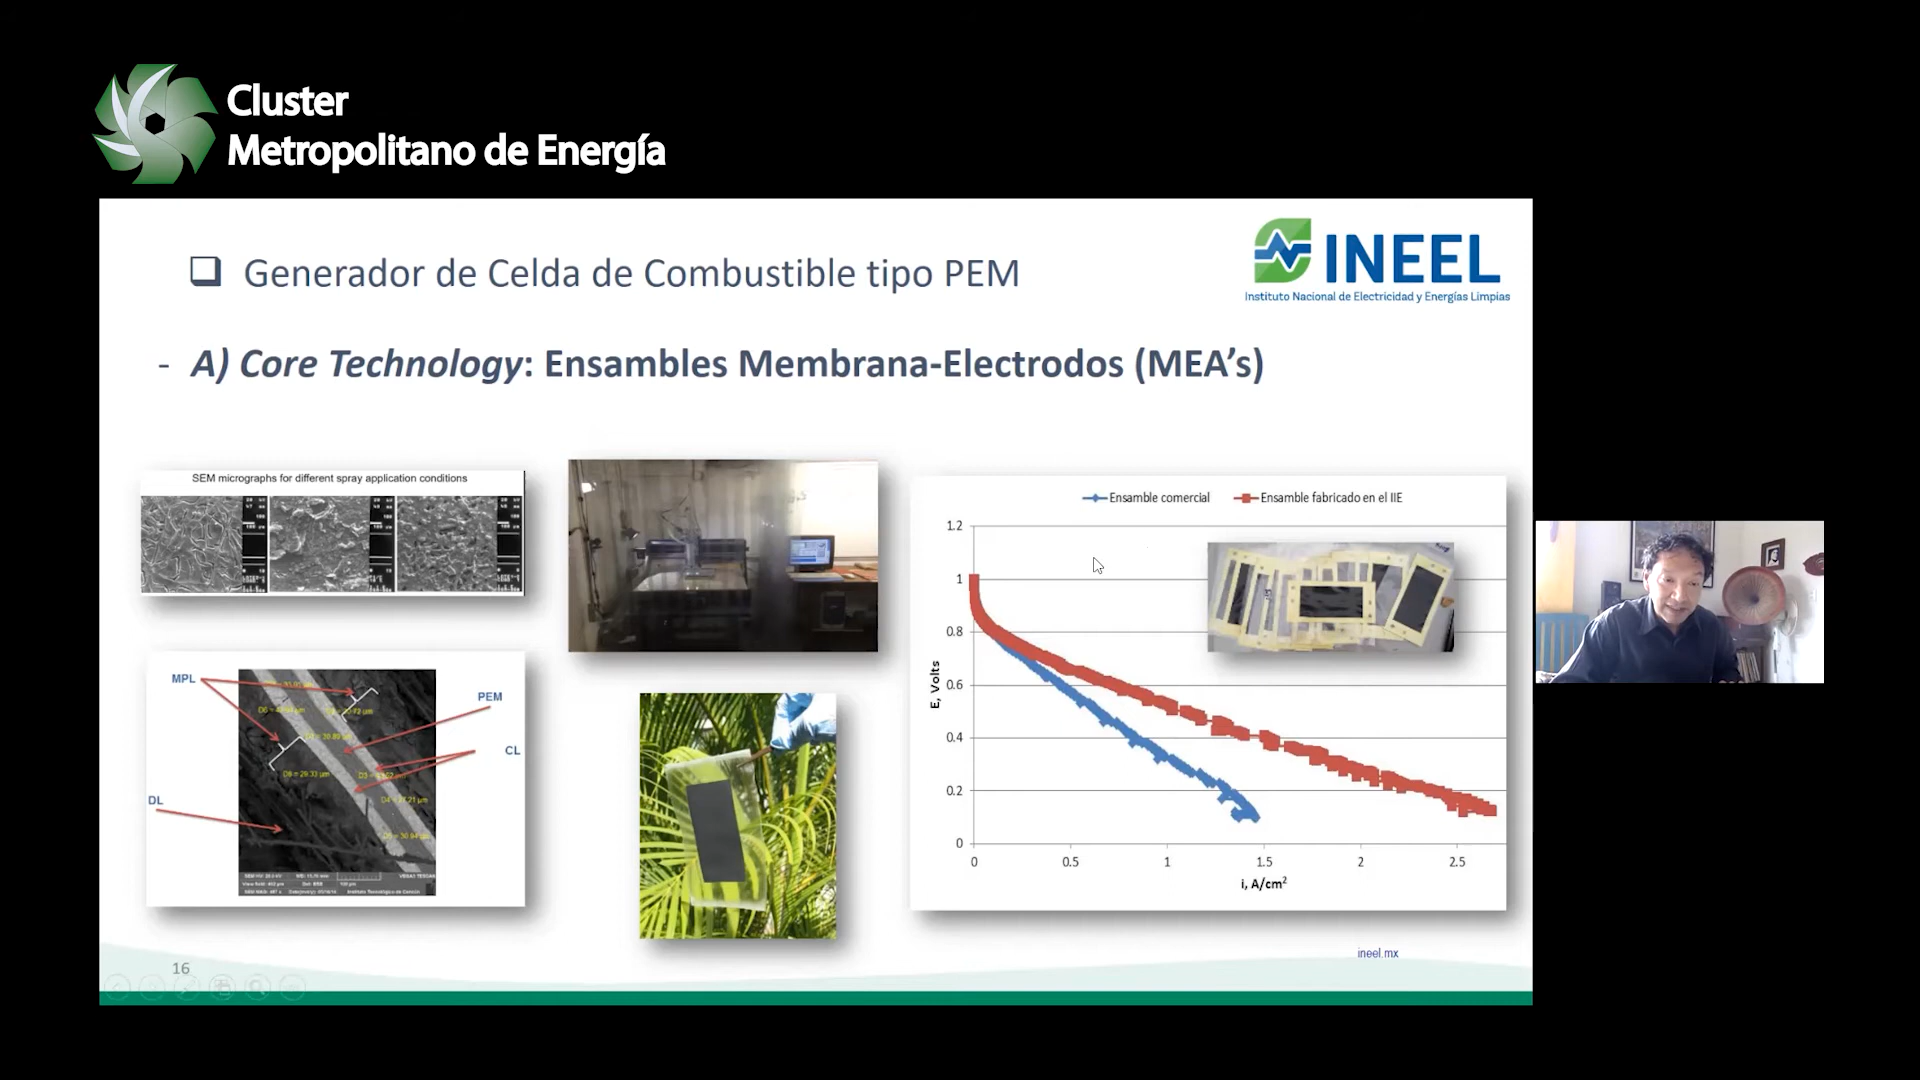 Cluster
Metropolitano de Energía
Generador de Celda de Combustible tipo PEM
INEEL
Instituto Nacional de Electricidad y Energías Limpias
- A) Core Technology: Ensambles Membrana-Electrodos (MEA's)
SEM micrographs for different spray application conditions
MPL
PEM
CL
DL
Ensamble comercial
Ensamble fabricado en el IIE
1.2
1
0.8
0.6
0.4
0.2
0
E, Volts
0
0.5
1
1.5
2
2.5
i, A/cm²
ineel.mx
16